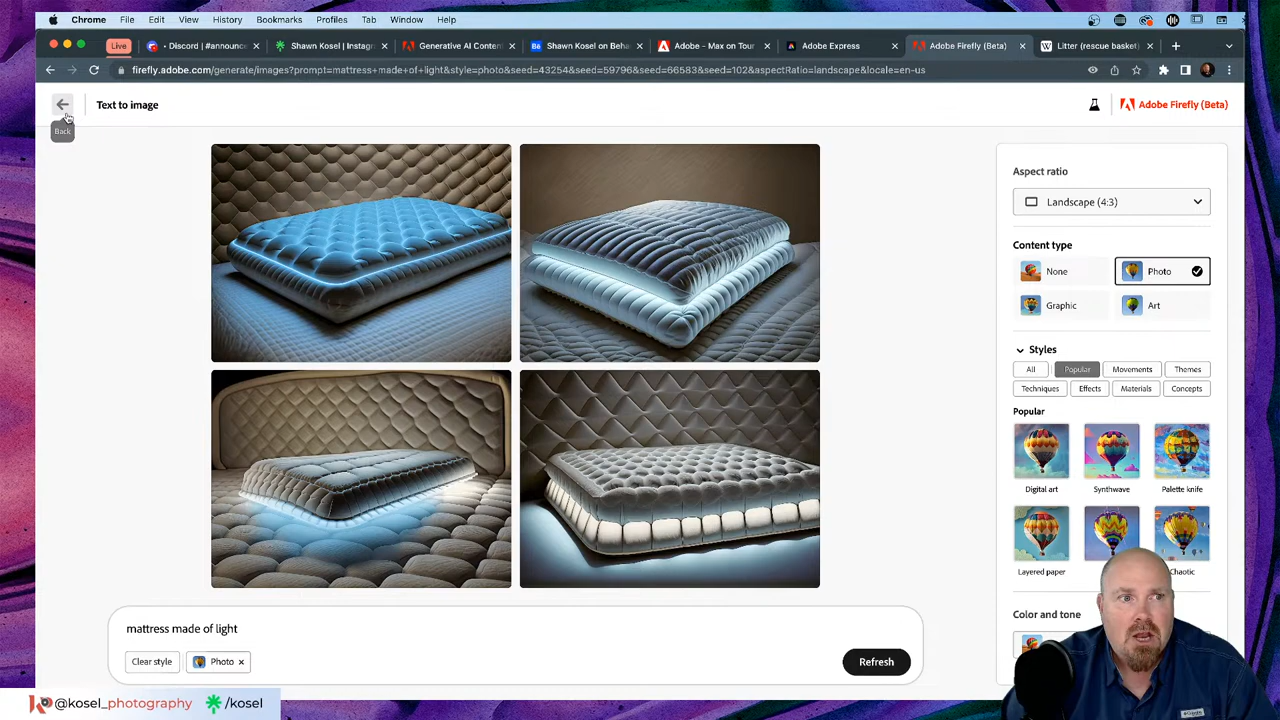 Chrome File Edit View History Bookmarks Profiles Tab Window Help
Live
Discord | #announce
Shawn Kosel | Instagr
Generative AI Content
Shawn Kosel on Beha
Adobe - Max on Tour
Adobe Express
Adobe Firefly (Beta)
Litter (rescue basket)
firefly.adobe.com/generate/images?prompt=mattress+made+of+light&style=photo&seed=43254&seed=59796&seed=66583&seed=102&aspectRatio=landscape&locale=en-us
Text to image
Adobe Firefly (Beta)
Back
Aspect ratio
Landscape (4:3)
Content type
None
Photo
Graphic
Art
Styles
All
Popular
Movements
Themes
Techniques
Effects
Materials
Concepts
Popular
Digital art
Synthwave
Palette knife
Layered paper
Chaotic
Color and tone
mattress made of light
Clear style
Photo
Refresh
@kosel_photography
/kosel